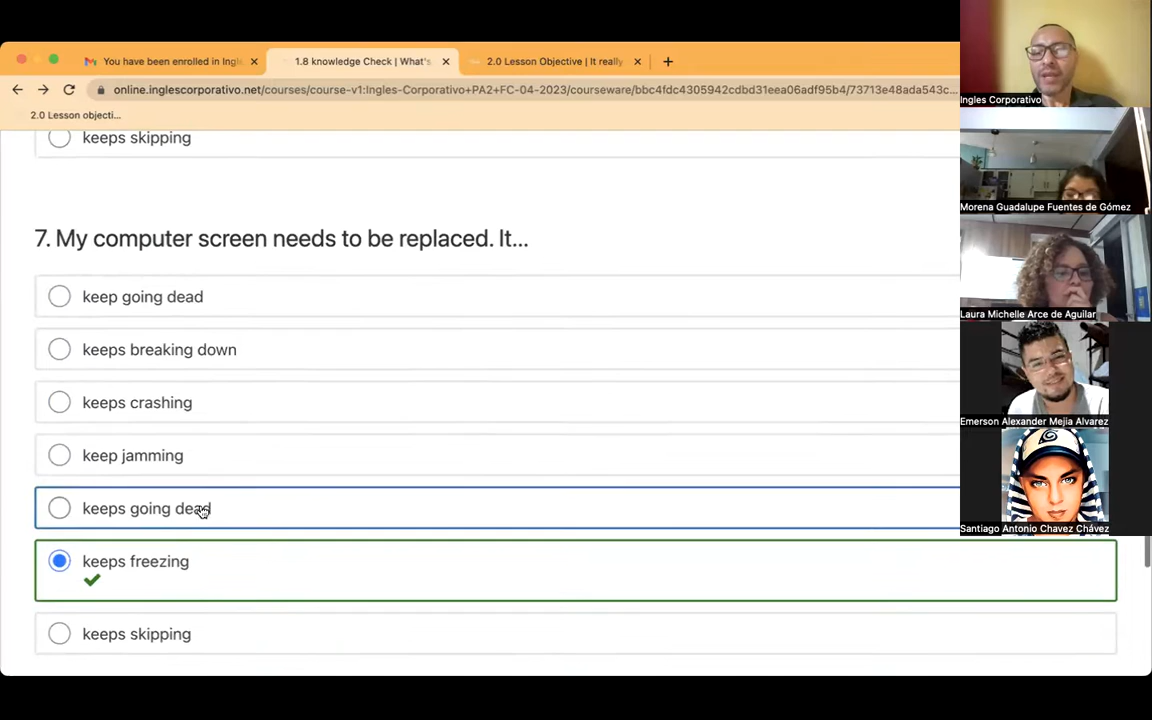 You have been enrolled in Ingl
1.8 knowledge Check | What's
2.0 Lesson Objective | It really
online.inglescorporativo.net/courses/course-v1:Ingles-Corporativo+PA2+FC-04-2023/courseware/bbc4fdc4305942cdbd31eea06adf95b4/73713e48ada543c...
2.0 Lesson objecti...
keeps skipping
7. My computer screen needs to be replaced. It...
keep going dead
keeps breaking down
keeps crashing
keep jamming
keeps going dead
keeps freezing
keeps skipping
Ingles Corporativo
Morena Guadalupe Fuentes de Gómez
Laura Michelle Arce de Aguilar
Emerson Alexander Mejia Alvarez
Santiago Antonio Chavez Chávez